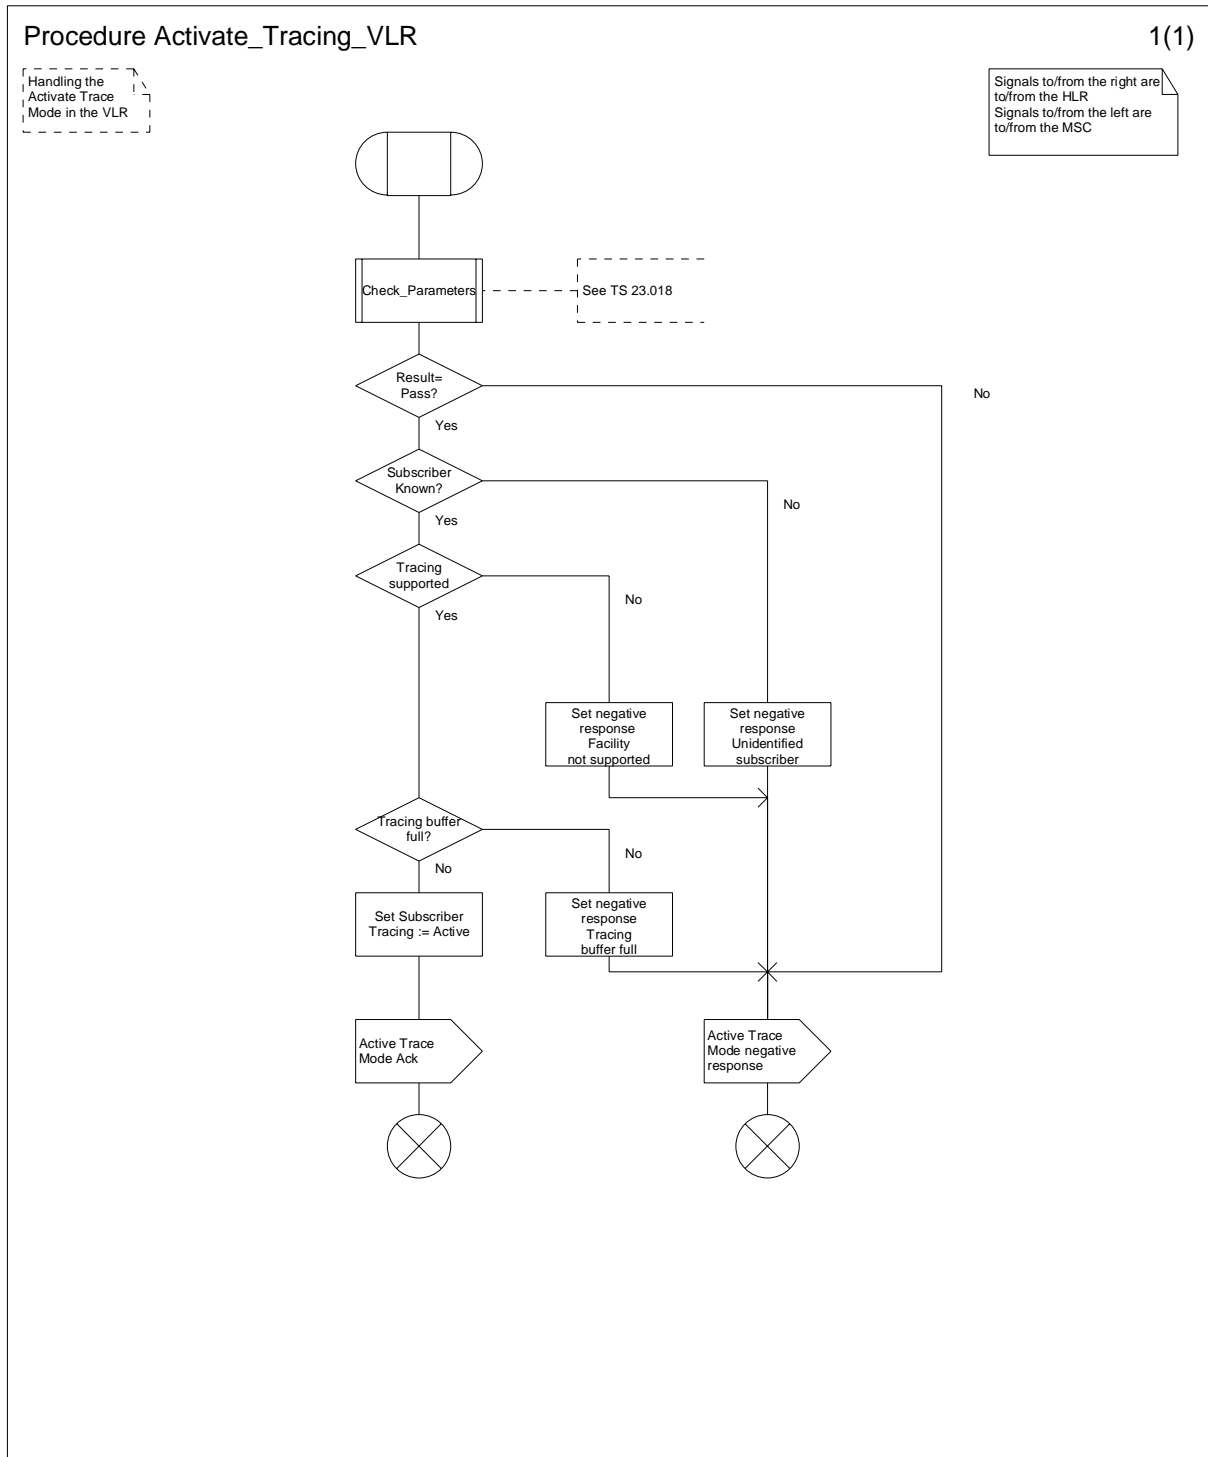 Procedure Activate_Tracing_VLR
1(1)
Handling the
Activate Trace
Mode in the VLR
Signals to/from the right are
to/from the HLR
Signals to/from the left are
to/from the MSC
Check_Parameters
See TS 23.018
Result=
Pass?
No
Yes
Subscriber
Known?
No
Yes
Tracing
supported
No
Yes
Set negative
response
Facility
not supported
Set negative
response
Unidentified
subscriber
Tracing buffer
full?
No
No
Set Subscriber
Tracing := Active
Set negative
response
Tracing
buffer full
Active Trace
Mode Ack
Active Trace
Mode negative
response